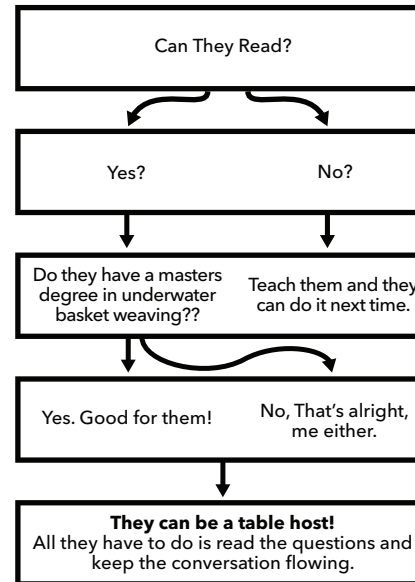 Can They Read?
Yes?
No?
Do they have a masters
degree in underwater
basket weaving??
Teach them and they
can do it next time.
Yes. Good for them!
No, That's alright,
me either.
They can be a table host!
All they have to do is read the questions and
keep the conversation flowing.